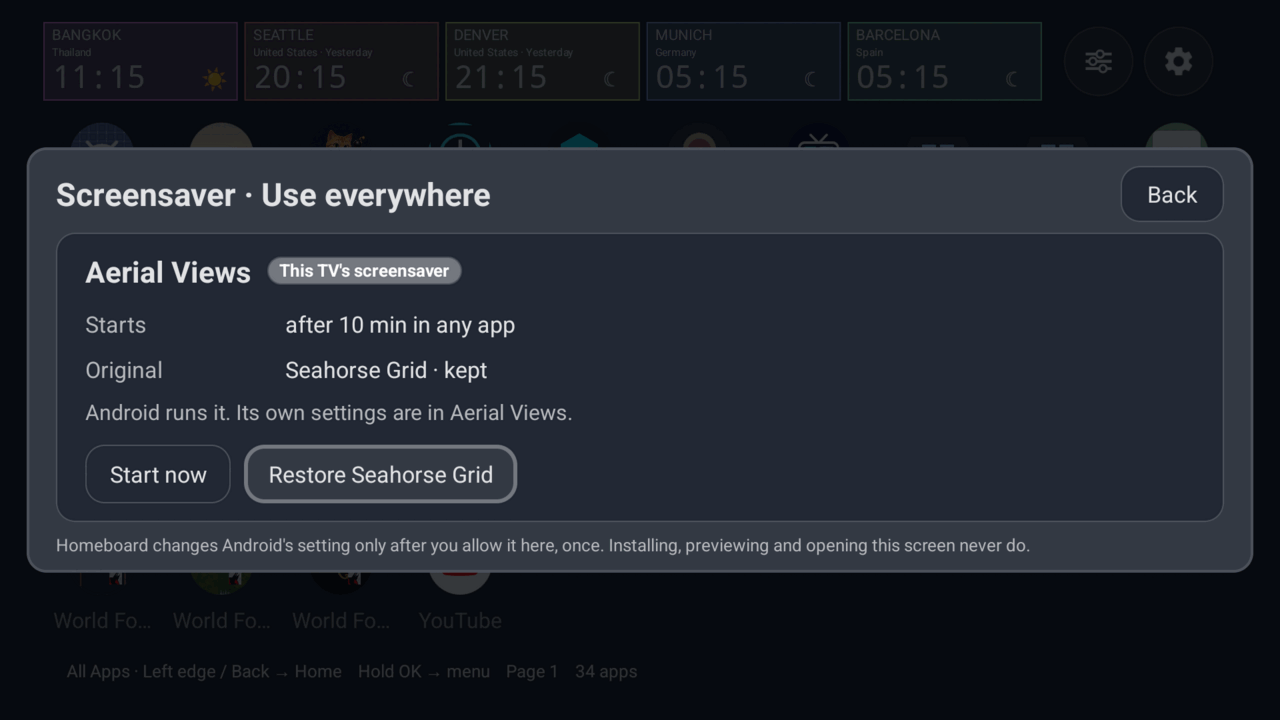 BANGKOK
Thailand
11:15
SEATTLE
United States · Yesterday
20:15
DENVER
United States · Yesterday
21:15
MUNICH
Germany
05:15
BARCELONA
Spain
05:15
Screensaver · Use everywhere
Back
Aerial Views
This TV's screensaver
Starts
after 10 min in any app
Original
Seahorse Grid · kept
Android runs it. Its own settings are in Aerial Views.
Start now
Restore Seahorse Grid
Homeboard changes Android's setting only after you allow it here, once. Installing, previewing and opening this screen never do.
World Fo...
World Fo...
World Fo...
YouTube
All Apps · Left edge / Back → Home Hold OK → menu Page 1 34 apps